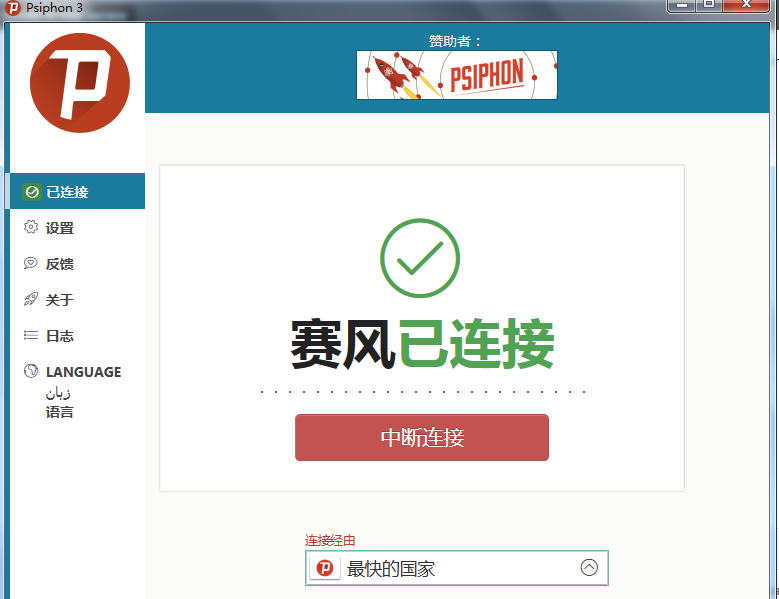 Psiphon 3
赞助者：
PSIPHON
已连接
设置
反馈
关于
日志
LANGUAGE
زبان
语言
赛风已连接
中断连接
连接经由
最快的国家